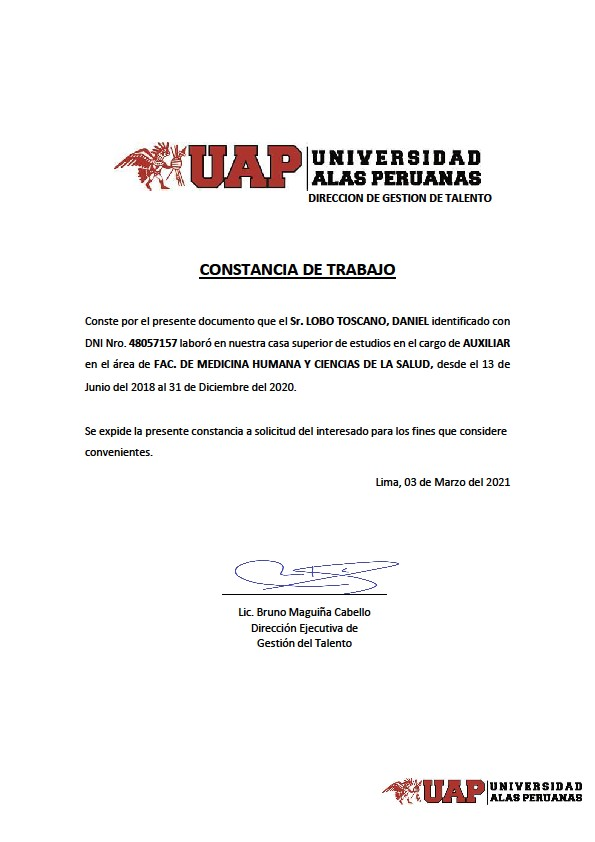 UAP UNIVERSIDAD
ALAS PERUANAS
DIRECCION DE GESTION DE TALENTO
CONSTANCIA DE TRABAJO
Conste por el presente documento que el Sr. LOBO TOSCANO, DANIEL identificado con
DNI Nro. 48057157 laboró en nuestra casa superior de estudios en el cargo de AUXILIAR
en el área de FAC. DE MEDICINA HUMANA Y CIENCIAS DE LA SALUD, desde el 13 de
Junio del 2018 al 31 de Diciembre del 2020.
Se expide la presente constancia a solicitud del interesado para los fines que considere
convenientes.
Lima, 03 de Marzo del 2021
Lic. Bruno Maguiña Cabello
Dirección Ejecutiva de
Gestión del Talento
UAP UNIVERSIDAD
ALAS PERUANAS